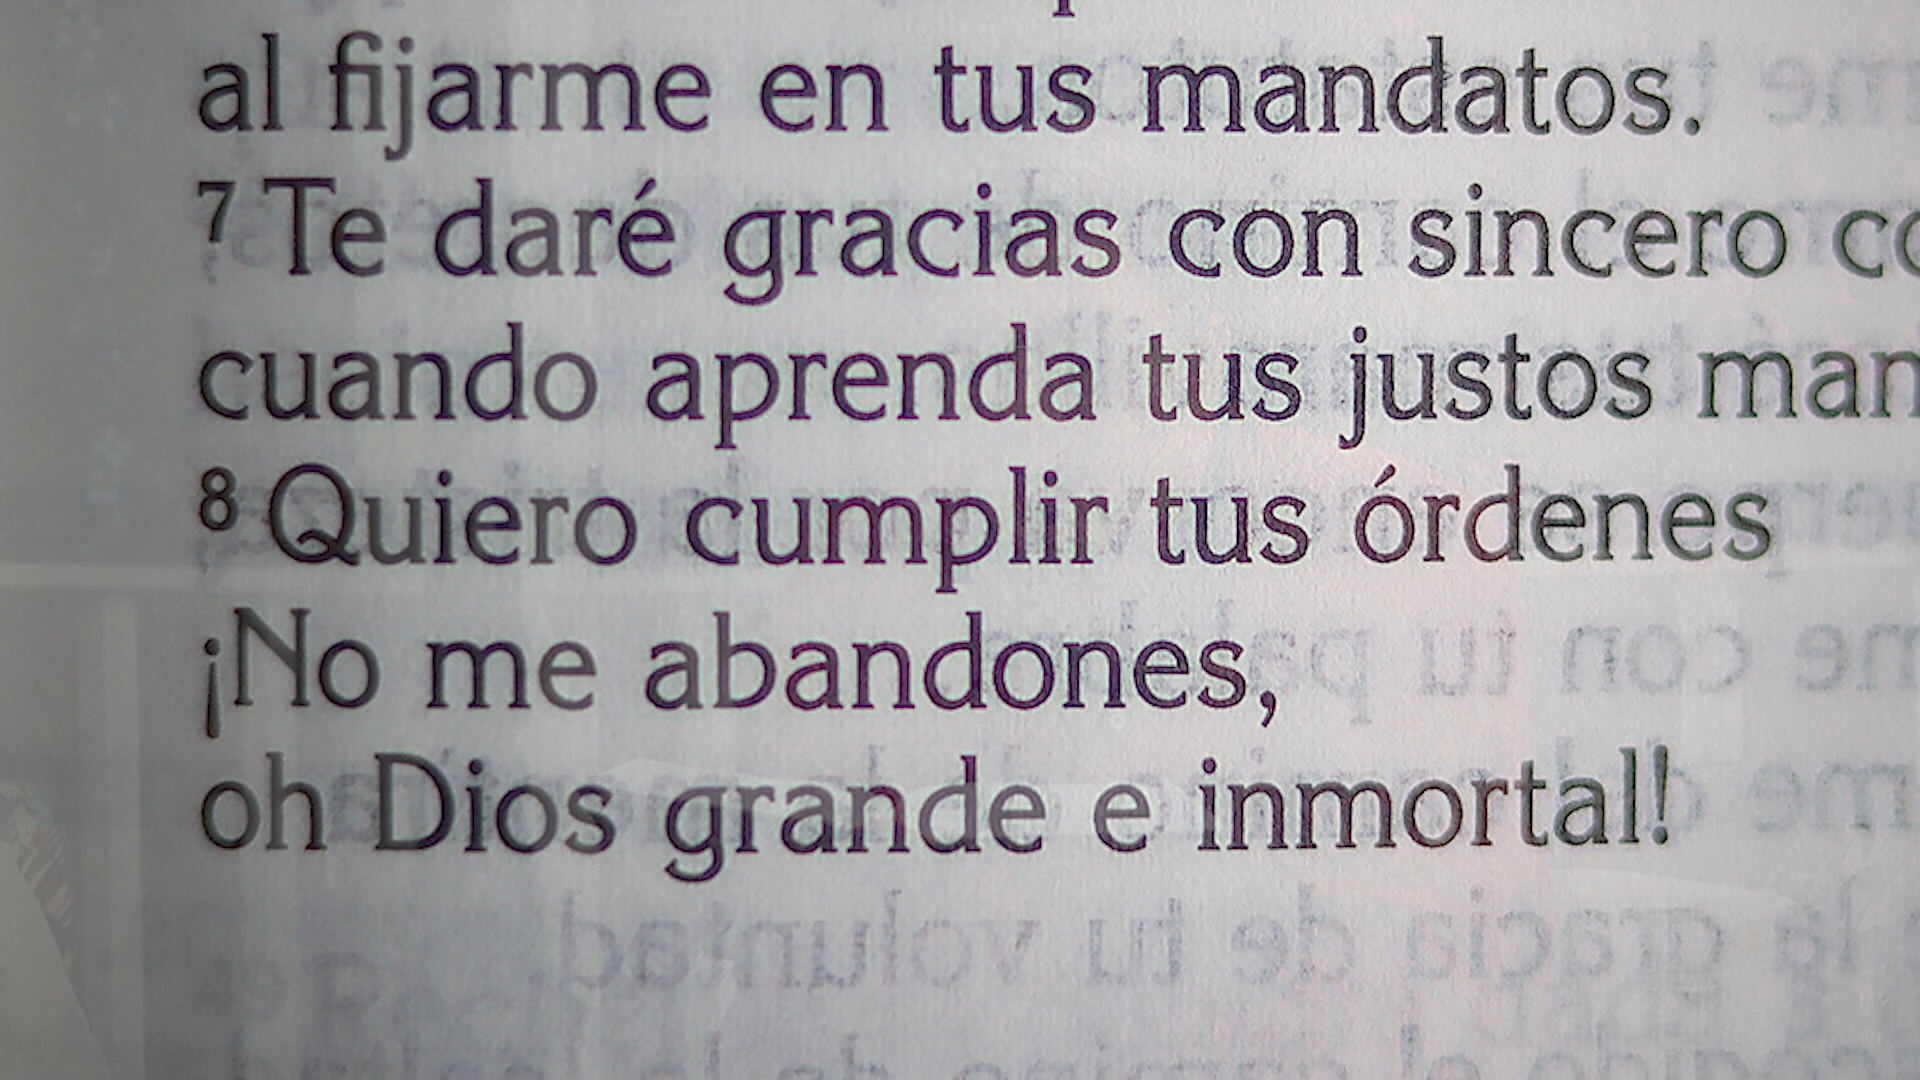 al fijarme en tus mandatos.
7 Te daré gracias con sincero
cuando aprenda tus justos
8 Quiero cumplir tus órdenes
¡No me abandones,
oh Dios grande e inmortal!